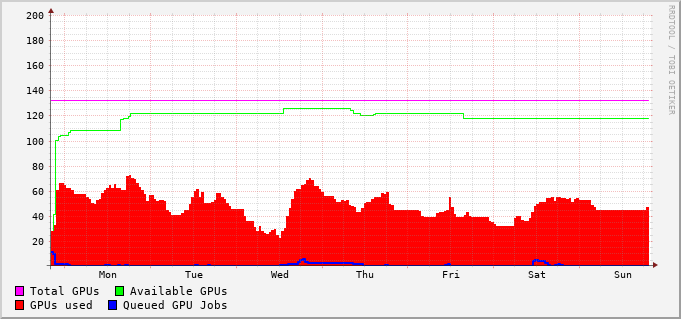 200
180
160
140
120
100
80
60
40
20
Mon Tue Wed Thu Fri Sat Sun
Total GPUs Available GPUs
GPUs used Queued GPU Jobs
RRDTOOL / TOBI OETIKER